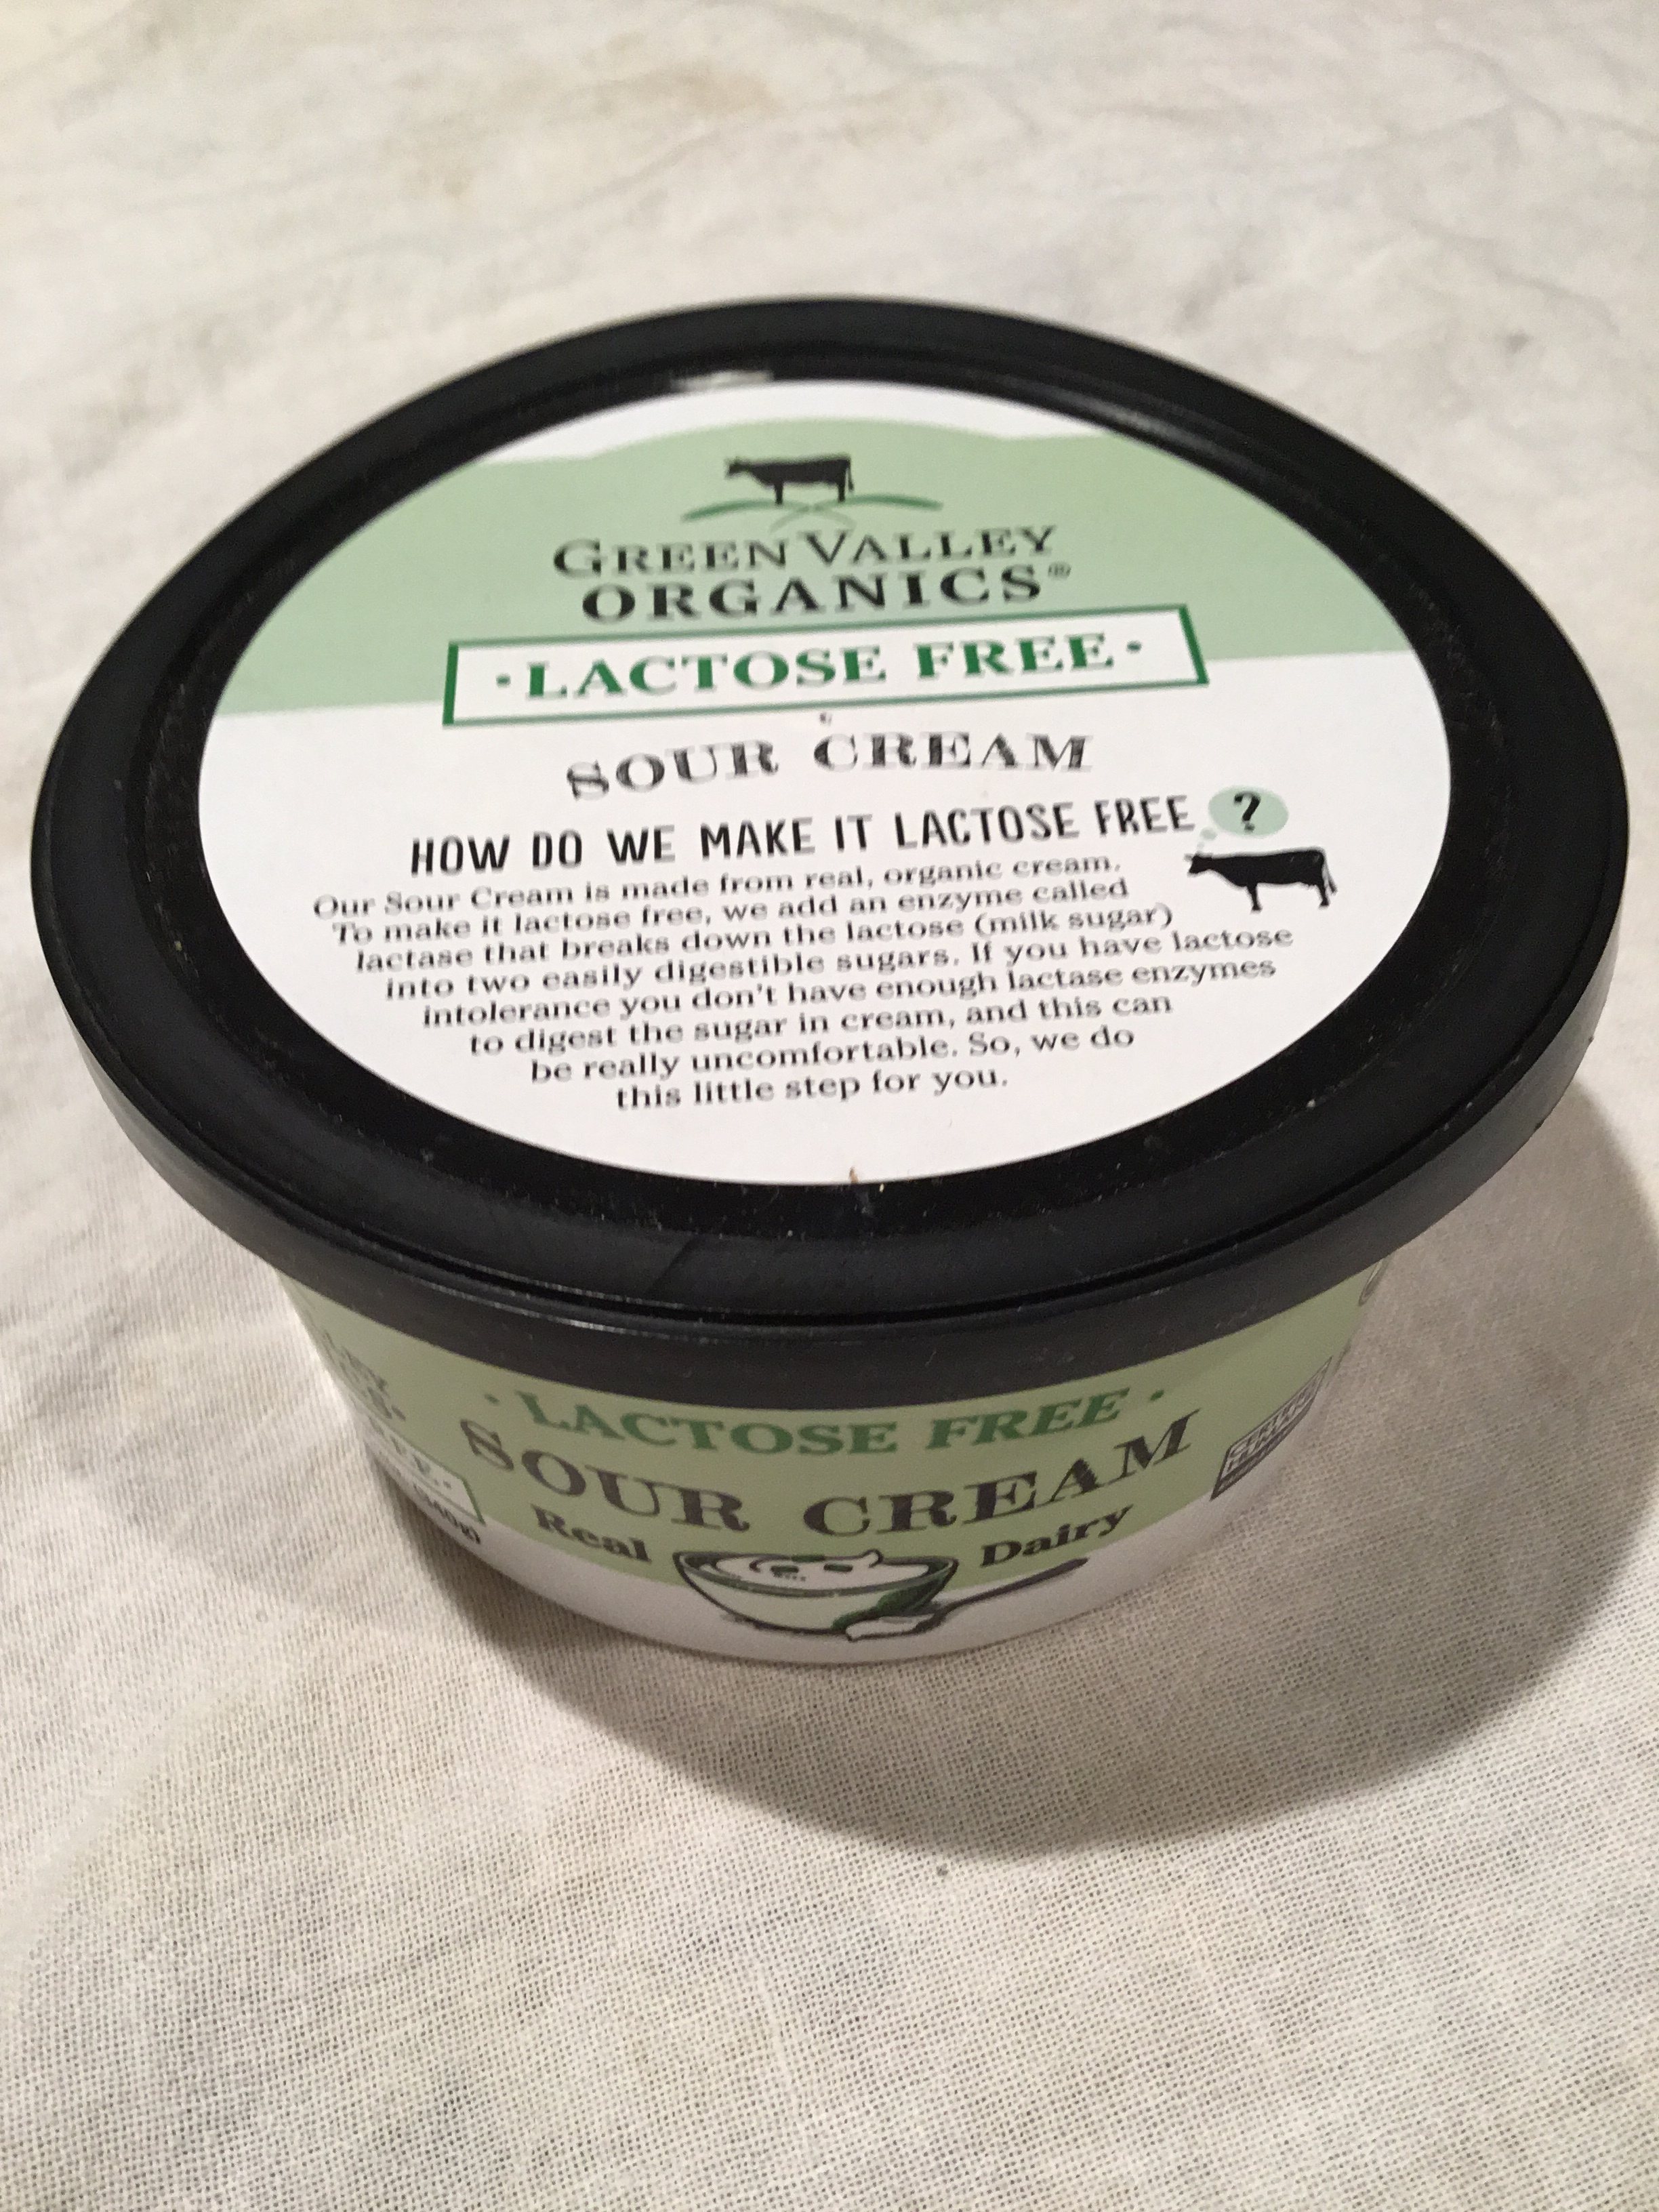 GREEN VALLEY
ORGANICS®
·LACTOSE FREE·
SOUR CREAM
HOW DO WE MAKE IT LACTOSE FREE ?
Our Sour Cream is made from real, organic cream.
To make it lactose free, we add an enzyme called
lactase that breaks down the lactose (milk sugar)
into two easily digestible sugars. If you have lactose
intolerance you don't have enough lactase enzymes
to digest the sugar in cream, and this can
be really uncomfortable. So, we do
this little step for you.
·LACTOSE FREE·
SOUR CREAM
Real Dairy
(340g)